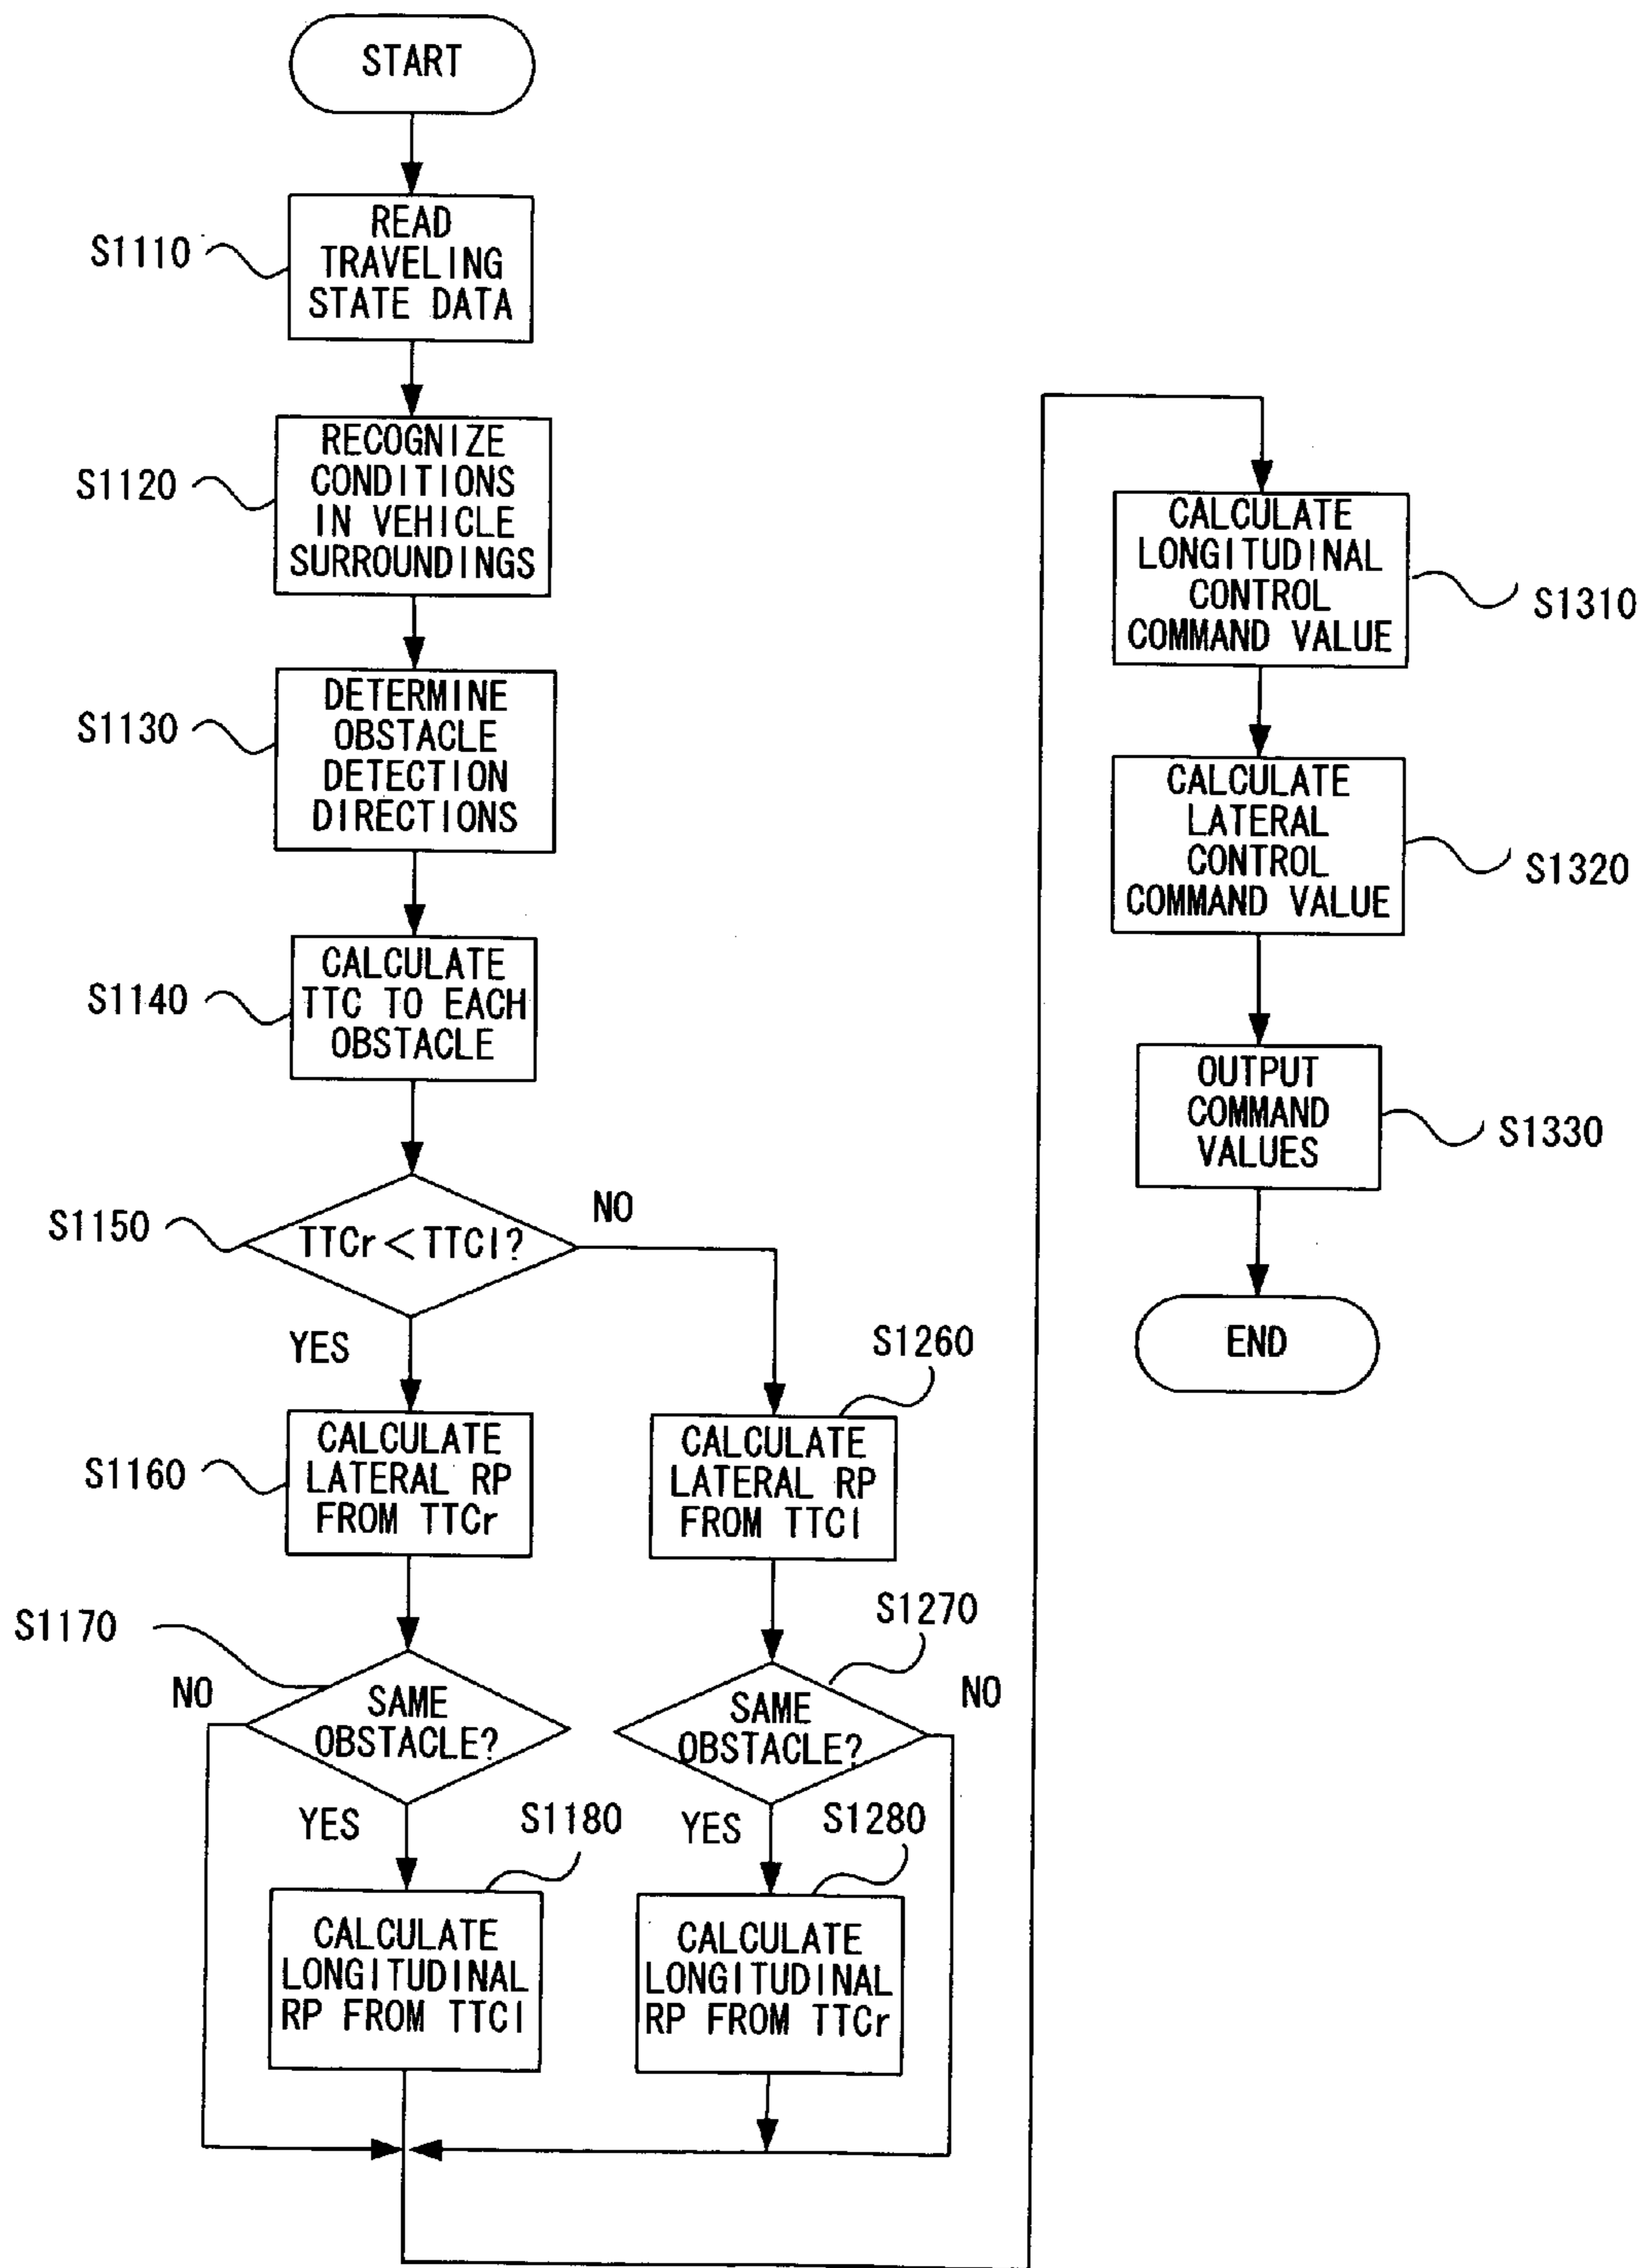 START
S1110
READ
TRAVELING
STATE DATA
S1120
RECOGNIZE
CONDITIONS
IN VEHICLE
SURROUNDINGS
S1130
DETERMINE
OBSTACLE
DETECTION
DIRECTIONS
S1140
CALCULATE
TTC TO EACH
OBSTACLE
S1150
TTCr < TTCl?
NO
YES
S1160
CALCULATE
LATERAL RP
FROM TTCr
S1260
CALCULATE
LATERAL RP
FROM TTCl
S1170
NO
SAME
OBSTACLE?
YES
S1270
NO
SAME
OBSTACLE?
YES
S1180
CALCULATE
LONGITUDINAL
RP FROM TTCl
S1280
CALCULATE
LONGITUDINAL
RP FROM TTCr
CALCULATE
LONGITUDINAL
CONTROL
COMMAND VALUE
S1310
CALCULATE
LATERAL
CONTROL
COMMAND VALUE
S1320
OUTPUT
COMMAND
VALUES
S1330
END